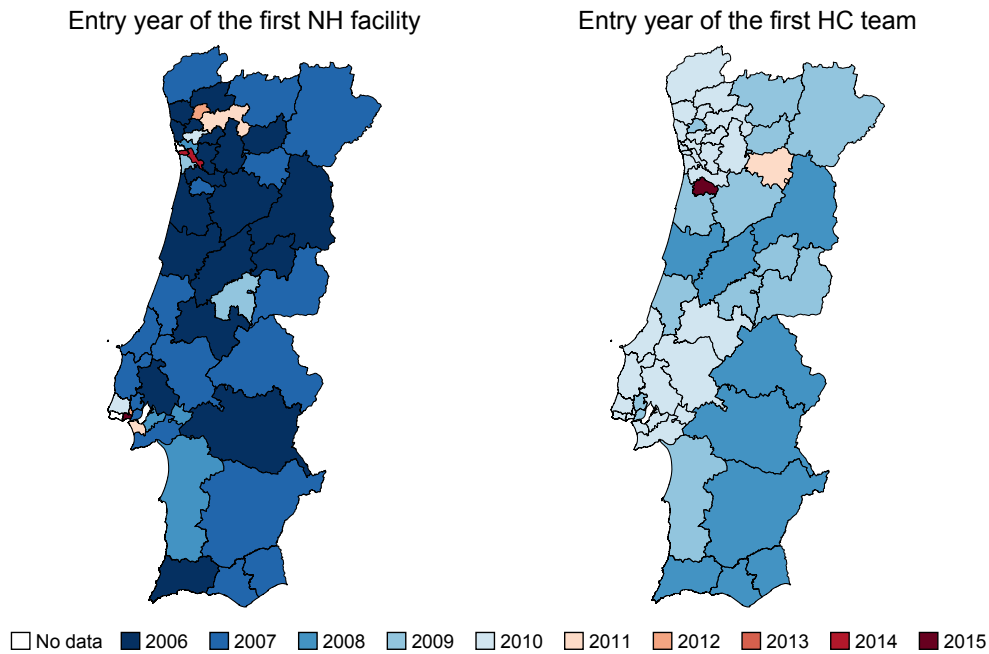 Entry year of the first NH facility
Entry year of the first HC team
No data 2006 2007 2008 2009 2010 2011 2012 2013 2014 2015